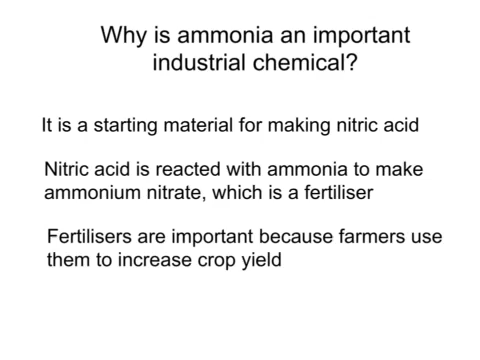 Why is ammonia an important
industrial chemical?
It is a starting material for making nitric acid
Nitric acid is reacted with ammonia to make
ammonium nitrate, which is a fertiliser
Fertilisers are important because farmers use
them to increase crop yield